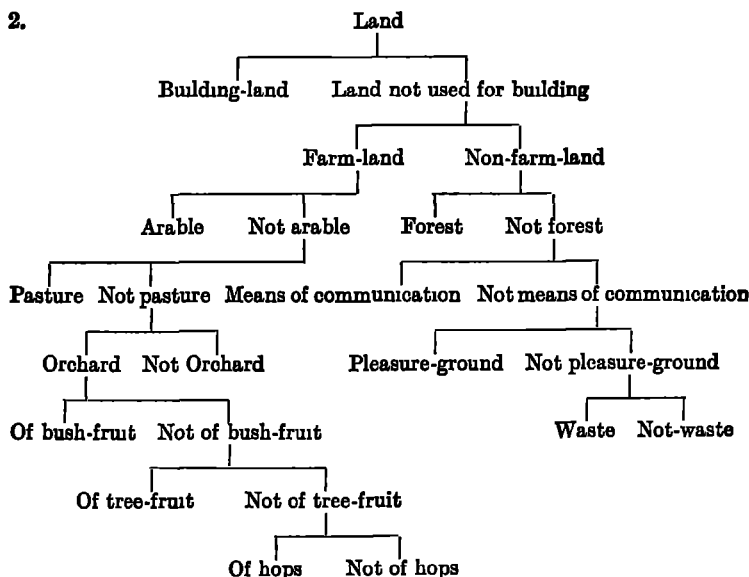 2.
Land
Building-land Land not used for building
Farm-land Non-farm-land
Arable Not arable Forest Not forest
Pasture Not pasture Means of communication Not means of communication
Orchard Not Orchard Pleasure-ground Not pleasure-ground
Of bush-fruit Not of bush-fruit Waste Not-waste
Of tree-fruit Not of tree-fruit
Of hops Not of hops